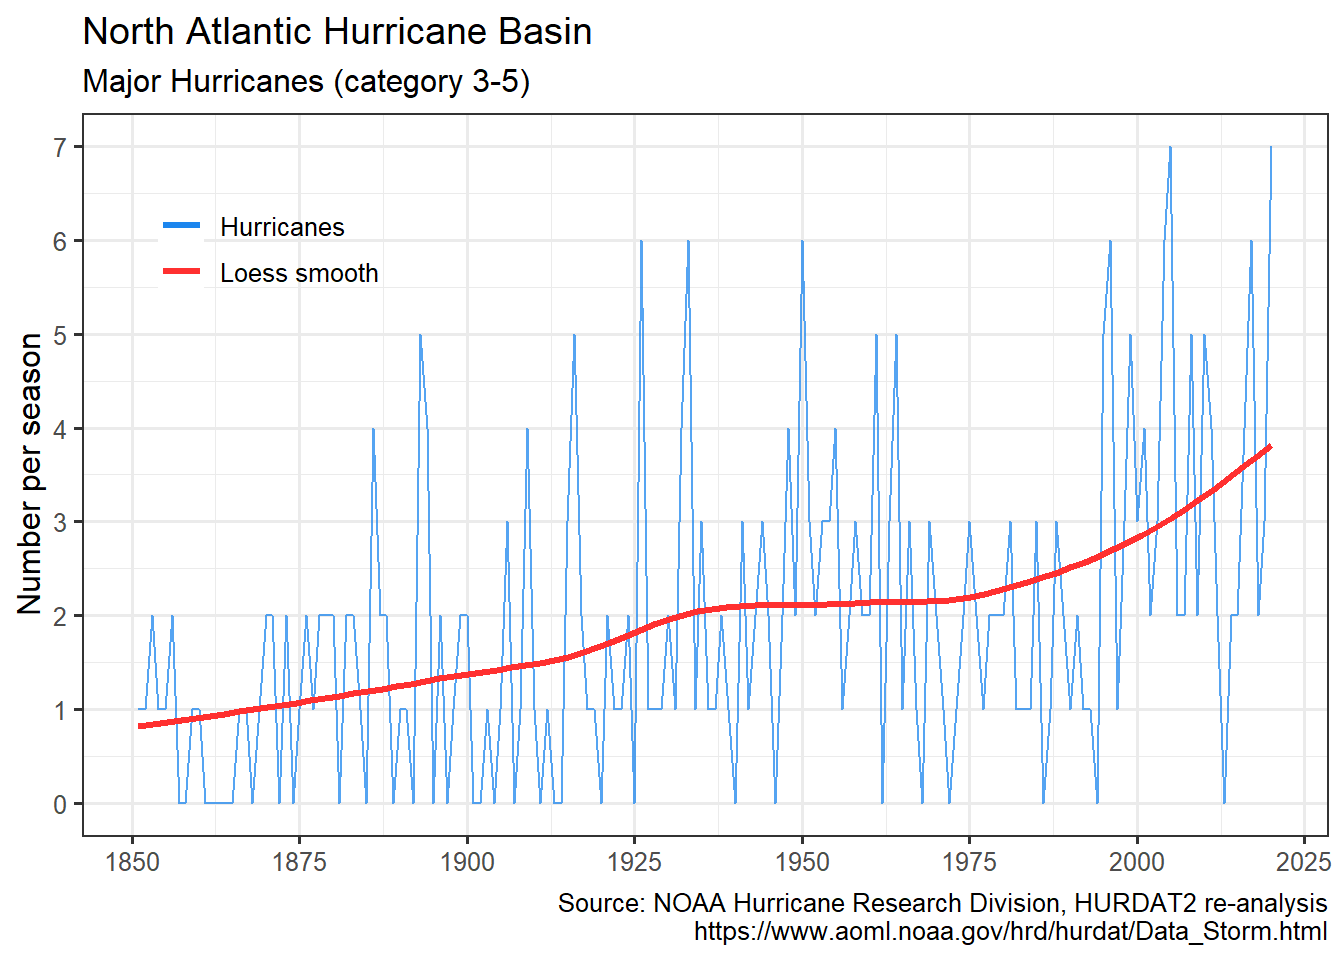 North Atlantic Hurricane Basin
Major Hurricanes (category 3-5)
Number per season
7
6
5
4
3
2
1
0
Hurricanes
Loess smooth
1850 1875 1900 1925 1950 1975 2000 2025
Source: NOAA Hurricane Research Division, HURDAT2 re-analysis
https://www.aoml.noaa.gov/hrd/hurdat/Data_Storm.html